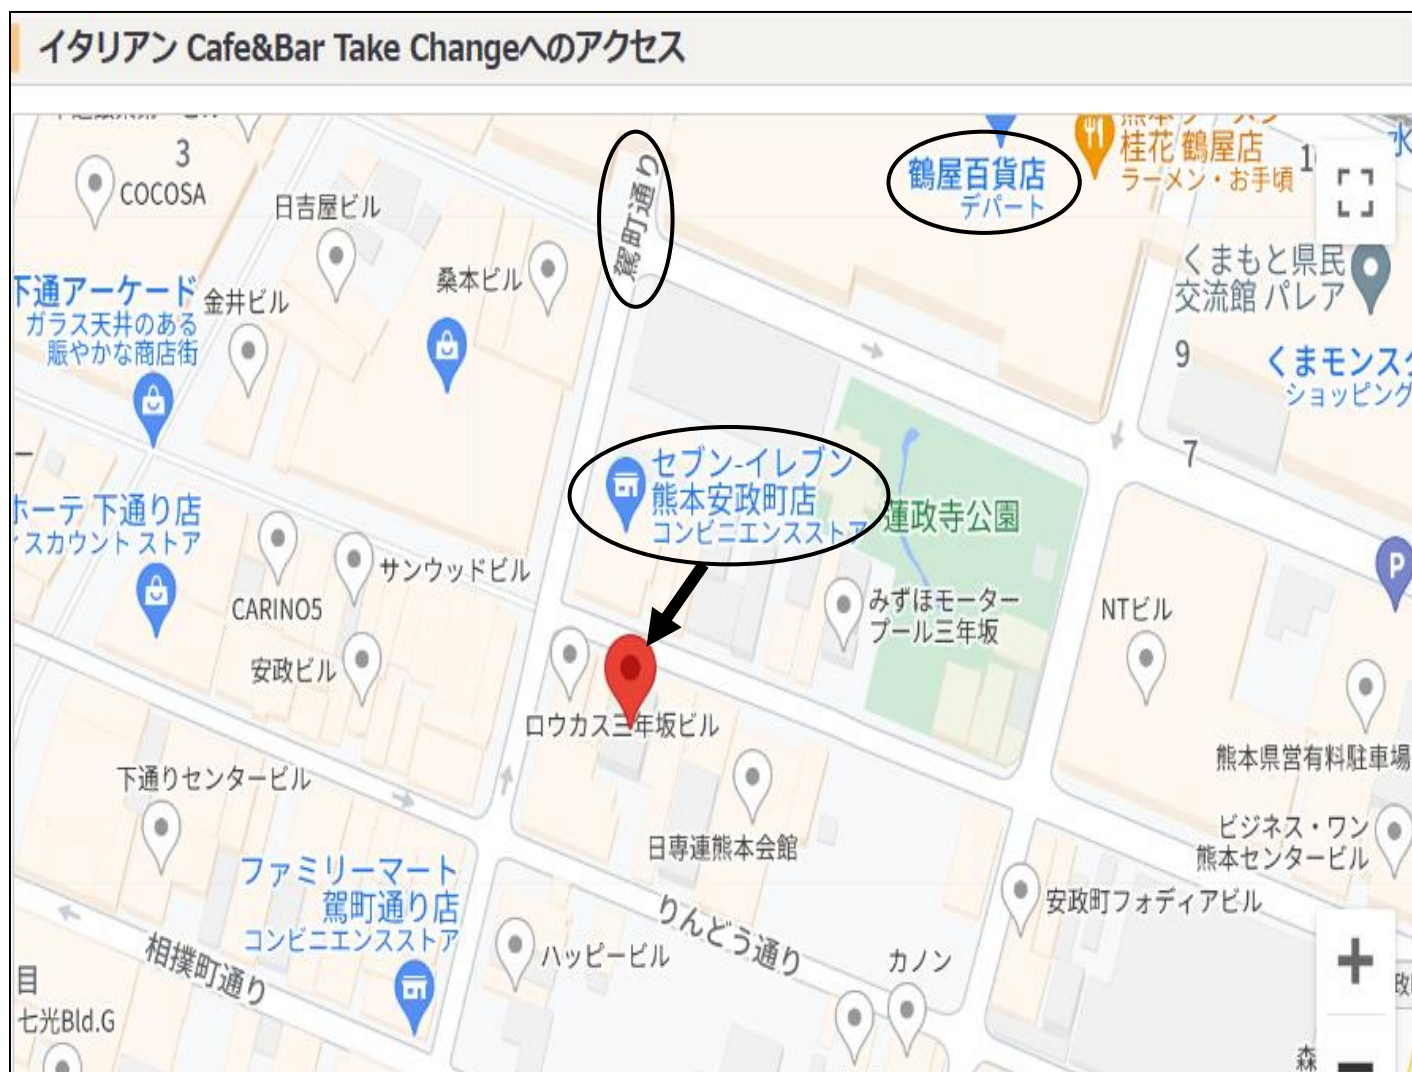 イタリアン Cafe&Bar Take Changeへのアクセス
3
COCOSA
日吉屋ビル
駕町通り
鶴屋百貨店
デパート
桂花 鶴屋店
ラーメン・お手頃
水
下通アーケード
ガラス天井のある
賑やかな商店街
金井ビル
桑本ビル
くまもと県民
交流館 パレア
9
くまモンス
ショッピング
7
セブン-イレブン
熊本安政町店
コンビニエンスストア
蓮政寺公園
ホーテ 下通り店
ィスカウント ストア
CARINO5
サンウッドビル
安政ビル
みずほモーター
プール三年坂
NTビル
P
ロウカス三年坂ビル
熊本県営有料駐車場
下通りセンタービル
日専連熊本会館
ビジネス・ワン
熊本センタービル
ファミリーマート
駕町通り店
コンビニエンスストア
安政町フォディアビル
りんどう通り
ハッピービル
カノン
相撲町通り
目
七光Bld.G
森